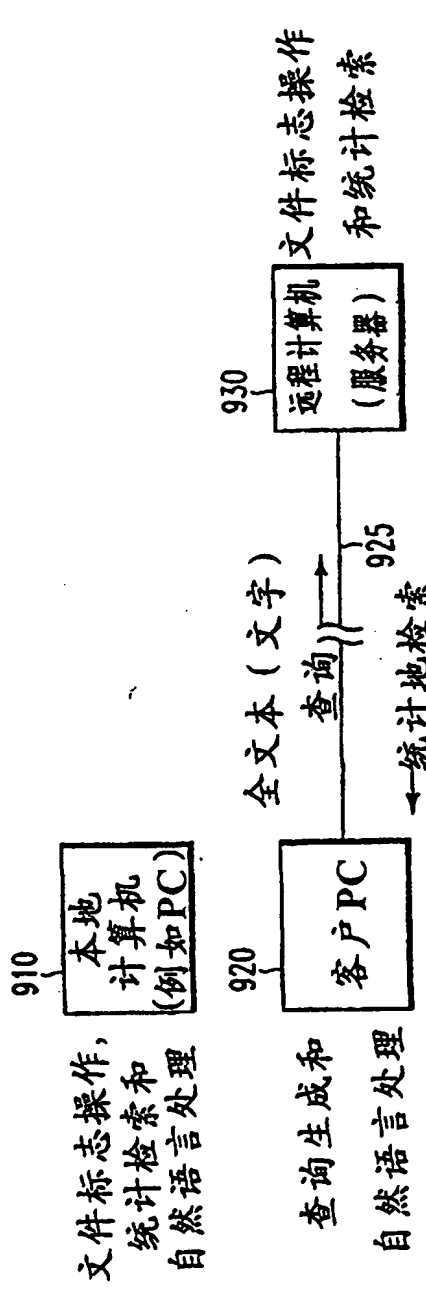 文件标志操作,
统计检索和
自然语言处理
910
本地
计算机
(例如PC)
查询生成和
自然语言处理
920
客户PC
全文本(文字)
查询
925
统计地检索
930
远程计算机
(服务器)
文件标志操作
和统计检索